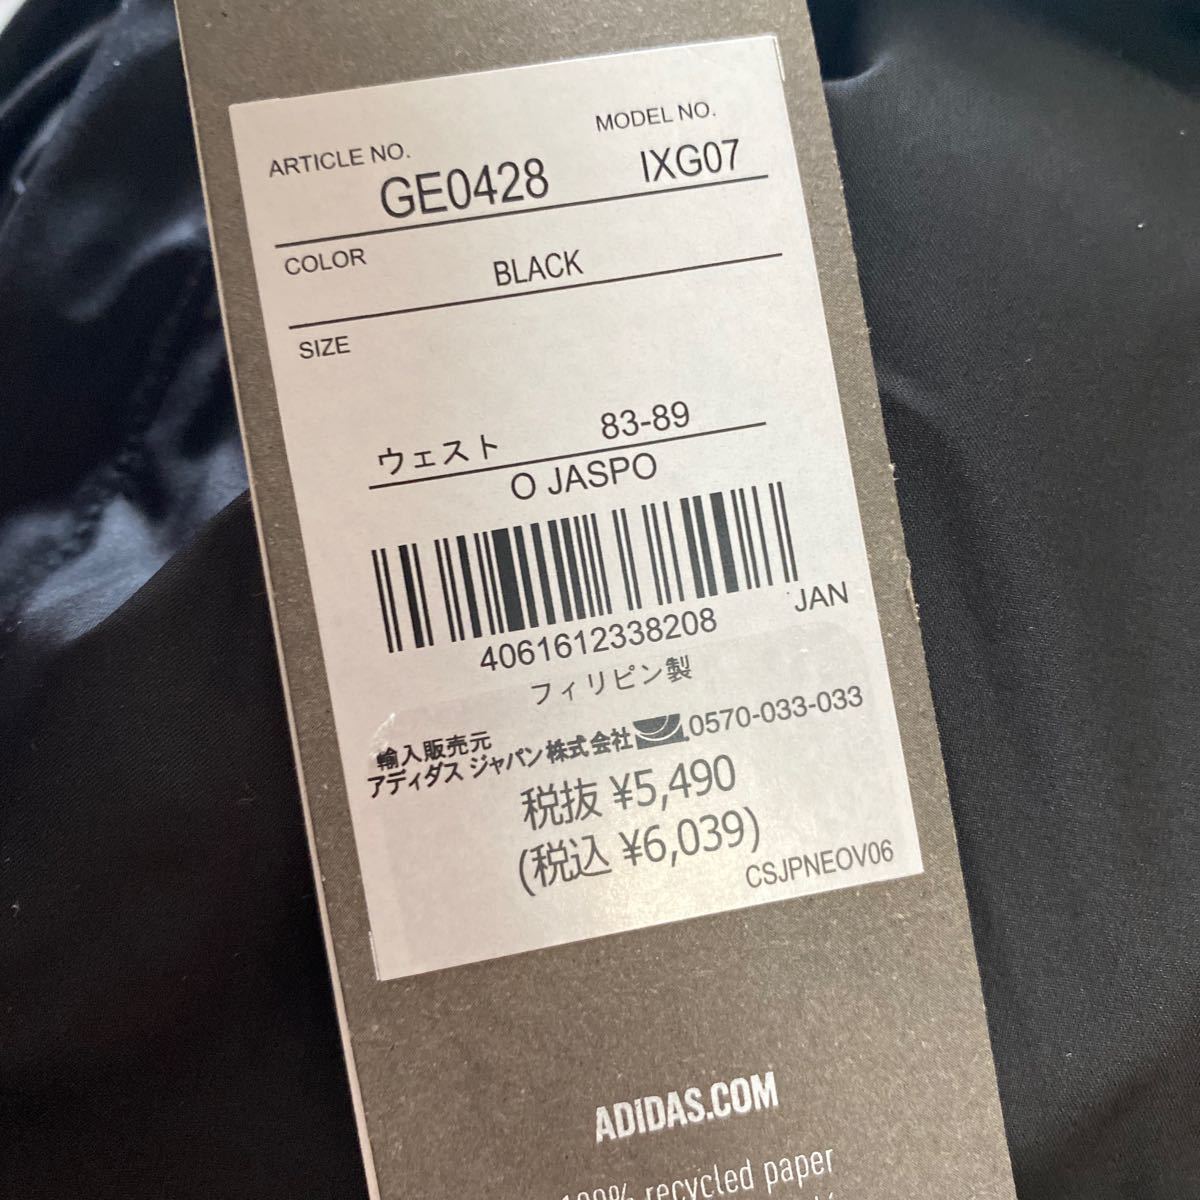 ARTICLE NO. MODEL NO.
GE0428 IXG07
COLOR
BLACK
SIZE
ウェスト 83-89
O JASPO
4061612338208 JAN
フィリピン製
輸入販売元
アディダス ジャパン株式会社 0570-033-033
税抜 ¥5,490
(税込 ¥6,039)
CSJPNEOV06
ADIDAS.COM
100% recycled paper